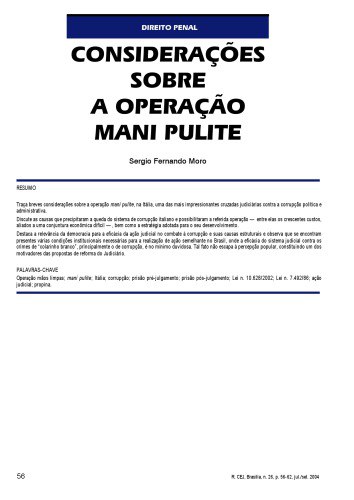 DIREITO PENAL
CONSIDERAÇÕES
SOBRE
A OPERAÇÃO
MANI PULITE
Sergio Fernando Moro
RESUMO
Traça breves considerações sobre a operação mani pulite, na Itália, uma das mais impressionantes cruzadas judiciárias contra a corrupção política e
administrativa.
Discute as causas que precipitaram a queda do sistema de corrupção italiano e possibilitaram a referida operação — entre elas os crescentes custos,
aliados a uma conjuntura econômica difícil — , bem como a estratégia adotada para o seu desenvolvimento.
Destaca a relevância da democracia para a eficácia da ação judicial no combate à corrupção e suas causas estruturais e observa que se encontram
presentes várias condições institucionais necessárias para a realização de ação semelhante no Brasil, onde a eficácia do sistema judicial contra os
crimes de "colarinho branco", principalmente o de corrupção, é no mínimo duvidosa. Tal fato não escapa à percepção popular, constituindo um dos
motivadores das propostas de reforma do Judiciário.
PALAVRAS-CHAVE
Operação mãos limpas; mani pulite; Itália; corrupção; prisão pré-julgamento; prisão pós-julgamento; Lei n. 10.628/2002; Lei n. 7.492/86; ação
judicial; propina.
56
R. CEJ, Brasília, n. 26, p. 56-62, jul./set. 2004